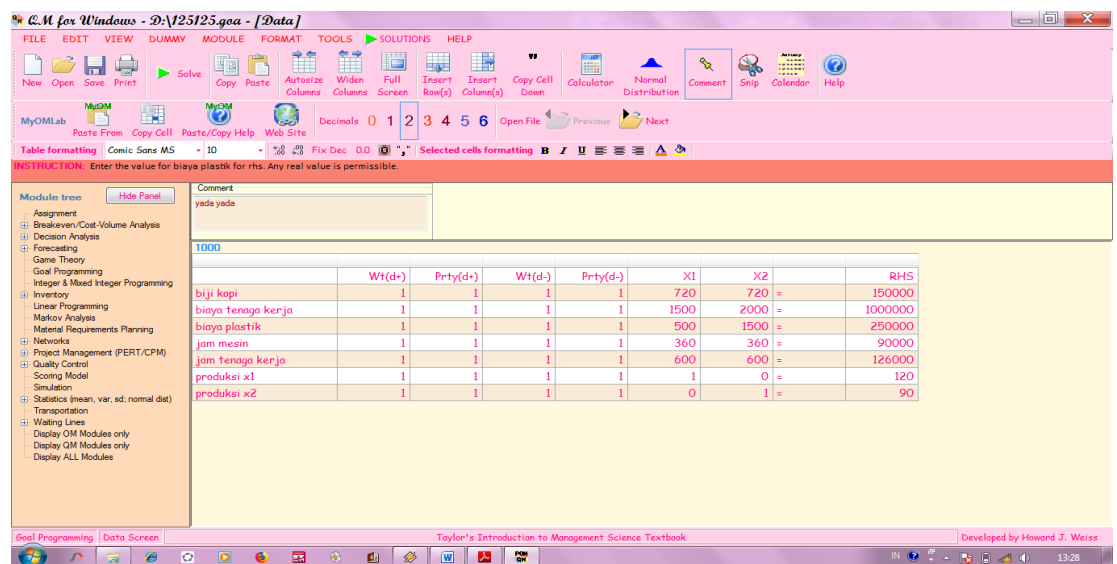 QM for Windows - D:\125125.goa - [Data]
FILE EDIT VIEW DUMMY MODULE FORMAT TOOLS SOLUTIONS HELP
New Open Save Print Solve Copy Paste Autosize Columns Widen Columns Full Screen Insert Row(s) Insert Column(s) Copy Cell Down Calculator Normal Distribution Comment Snip Calendar Help
MyOMLab Paste From Copy Cell Paste/Copy Help Web Site Decimals 0 1 2 3 4 5 6 Open File Previous Next
Table formatting Comic Sans MS 10 Fix Dec 0.0 "," Selected cells formatting B I U A
INSTRUCTION: Enter the value for biaya plastik for rhs. Any real value is permissible.
Module tree Hide Panel
Assignment
Breakeven/Cost-Volume Analysis
Decision Analysis
Forecasting
Game Theory
Goal Programming
Integer & Mixed Integer Programming
Inventory
Linear Programming
Markov Analysis
Material Requirements Planning
Networks
Project Management (PERT/CPM)
Quality Control
Scoring Model
Simulation
Statistics (mean, var, sd; normal dist)
Transportation
Waiting Lines
Display OM Modules only
Display QM Modules only
Display ALL Modules
Comment
yada yada
1000
Wt(d+) Prty(d+) Wt(d-) Prty(d-) X1 X2 RHS
biji kopi 1 1 1 1 720 720 = 150000
biaya tenaga kerja 1 1 1 1 1500 2000 = 1000000
biaya plastik 1 1 1 1 500 1500 = 250000
jam mesin 1 1 1 1 360 360 = 90000
jam tenaga kerja 1 1 1 1 600 600 = 126000
produksi x1 1 1 1 1 1 0 = 120
produksi x2 1 1 1 1 0 1 = 90
Goal Programming Data Screen Taylor's Introduction to Management Science Textbook Developed by Howard J. Weiss
IN 13:28